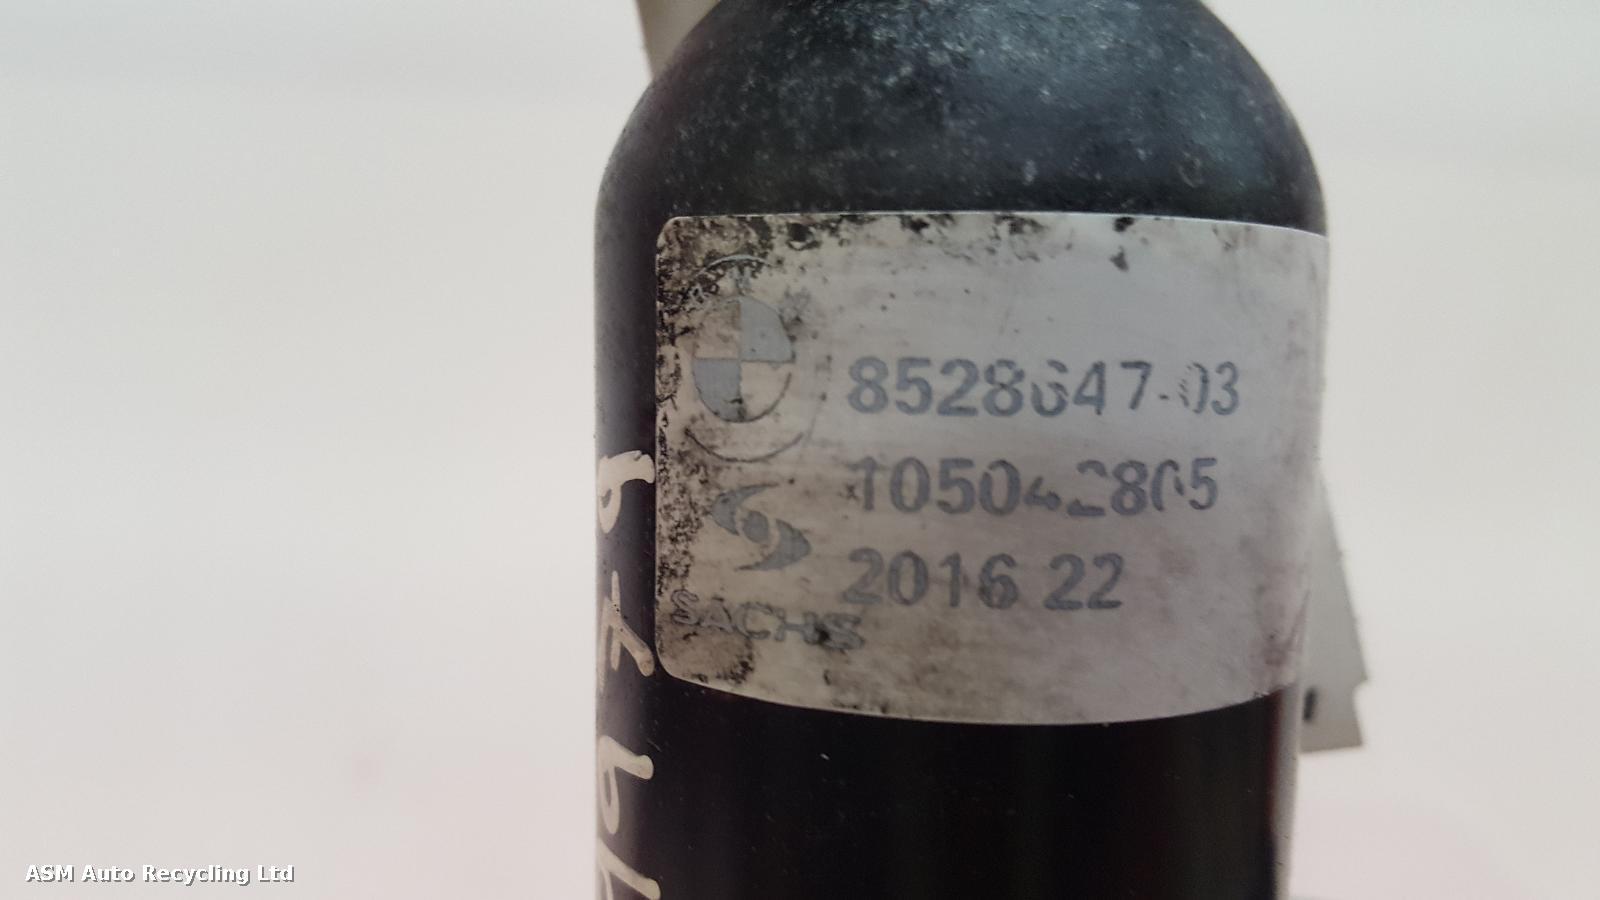 8528647-03
105042805
2016 22
SACHS
ASM Auto Recycling Ltd